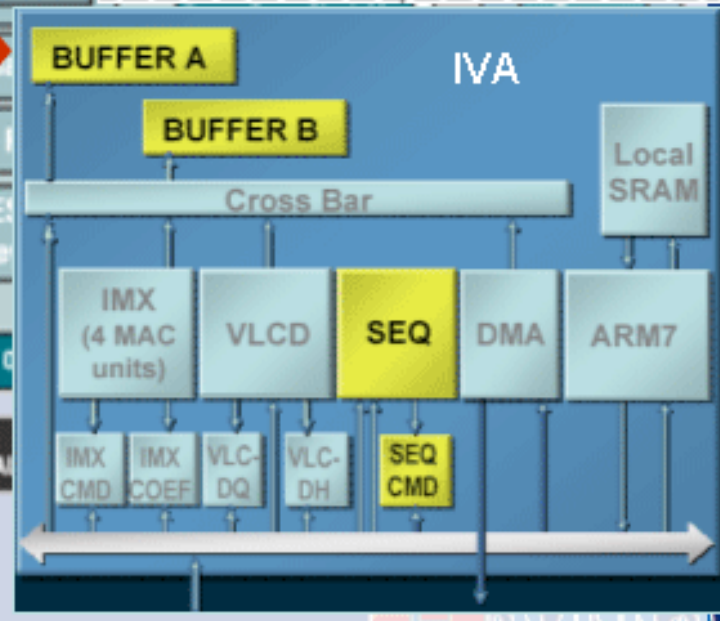 BUFFER A
IVA
BUFFER B
Local
SRAM
Cross Bar
IMX
(4 MAC
units)
VLCD
SEQ
DMA
ARM7
IMX
CMD
IMX
COEF
VLC-
DQ
VLC-
DH
SEQ
CMD